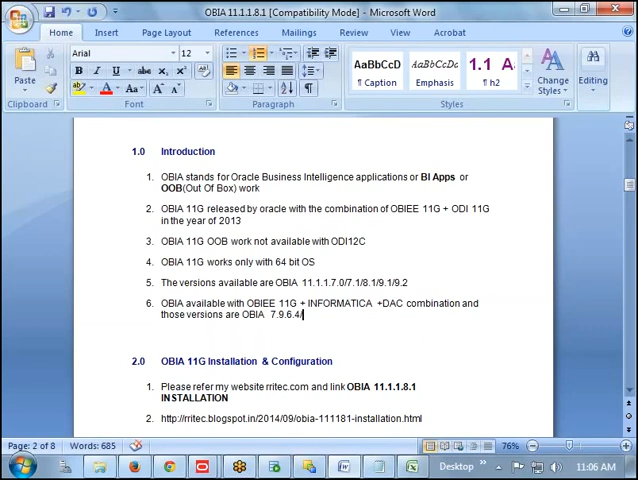 OBIA 11.1.1.8.1 [Compatibility Mode] - Microsoft Word
Home Insert Page Layout References Mailings Review View Acrobat
Arial 12
Paste
AaBbCcD AaBbCcDc 1.1 A
¶ Caption Emphasis ¶ h2
Change Styles
Editing
Clipboard Font Paragraph Styles
1.0 Introduction
1. OBIA stands for Oracle Business Intelligence applications or BI Apps or
OOB(Out Of Box) work
2. OBIA 11G released by oracle with the combination of OBIEE 11G + ODI 11G
in the year of 2013
3. OBIA 11G OOB work not available with ODI12C
4. OBIA 11G works only with 64 bit OS
5. The versions available are OBIA 11.1.1.7.0/7.1/8.1/9.1/9.2
6. OBIA available with OBIEE 11G + INFORMATICA +DAC combination and
those versions are OBIA 7.9.6.4/
2.0 OBIA 11G Installation & Configuration
1. Please refer my website rritec.com and link OBIA 11.1.1.8.1
INSTALLATION
2. http://rritec.blogspot.in/2014/09/obia-111181-installation.html
Page: 2 of 8 Words: 685 76%
Desktop 11:06 AM